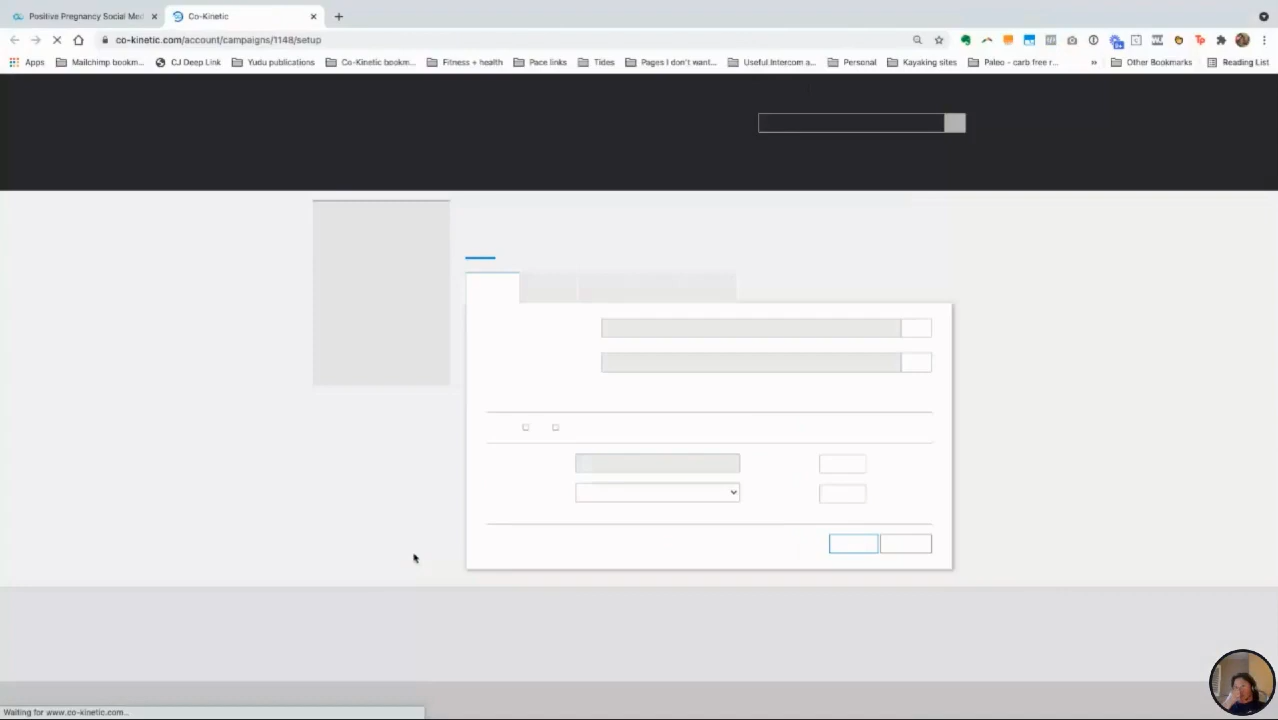 Positive Pregnancy Social Med
Co-Kinetic
co-kinetic.com/account/campaigns/1148/setup
Apps
Mailchimp bookm...
CJ Deep Link
Yudu publications
Co-Kinetic bookm...
Fitness + health
Pace links
Tides
Pages I don't want...
Useful Intercom a...
Personal
Kayaking sites
Paleo - carb free r...
»
Other Bookmarks
Reading List
Waiting for www.co-kinetic.com...